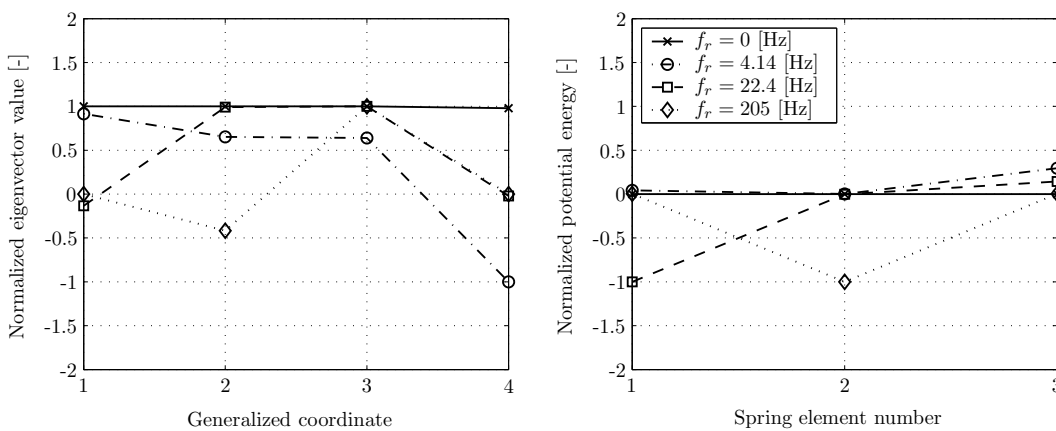 Normalized eigenvector value [-]
2
1.5
1
0.5
0
-0.5
-1
-1.5
-2
1 2 3 4
Generalized coordinate
Normalized potential energy [-]
2
1.5
1
0.5
0
-0.5
-1
-1.5
-2
f_r = 0 [Hz]
f_r = 4.14 [Hz]
f_r = 22.4 [Hz]
f_r = 205 [Hz]
1 2 3
Spring element number